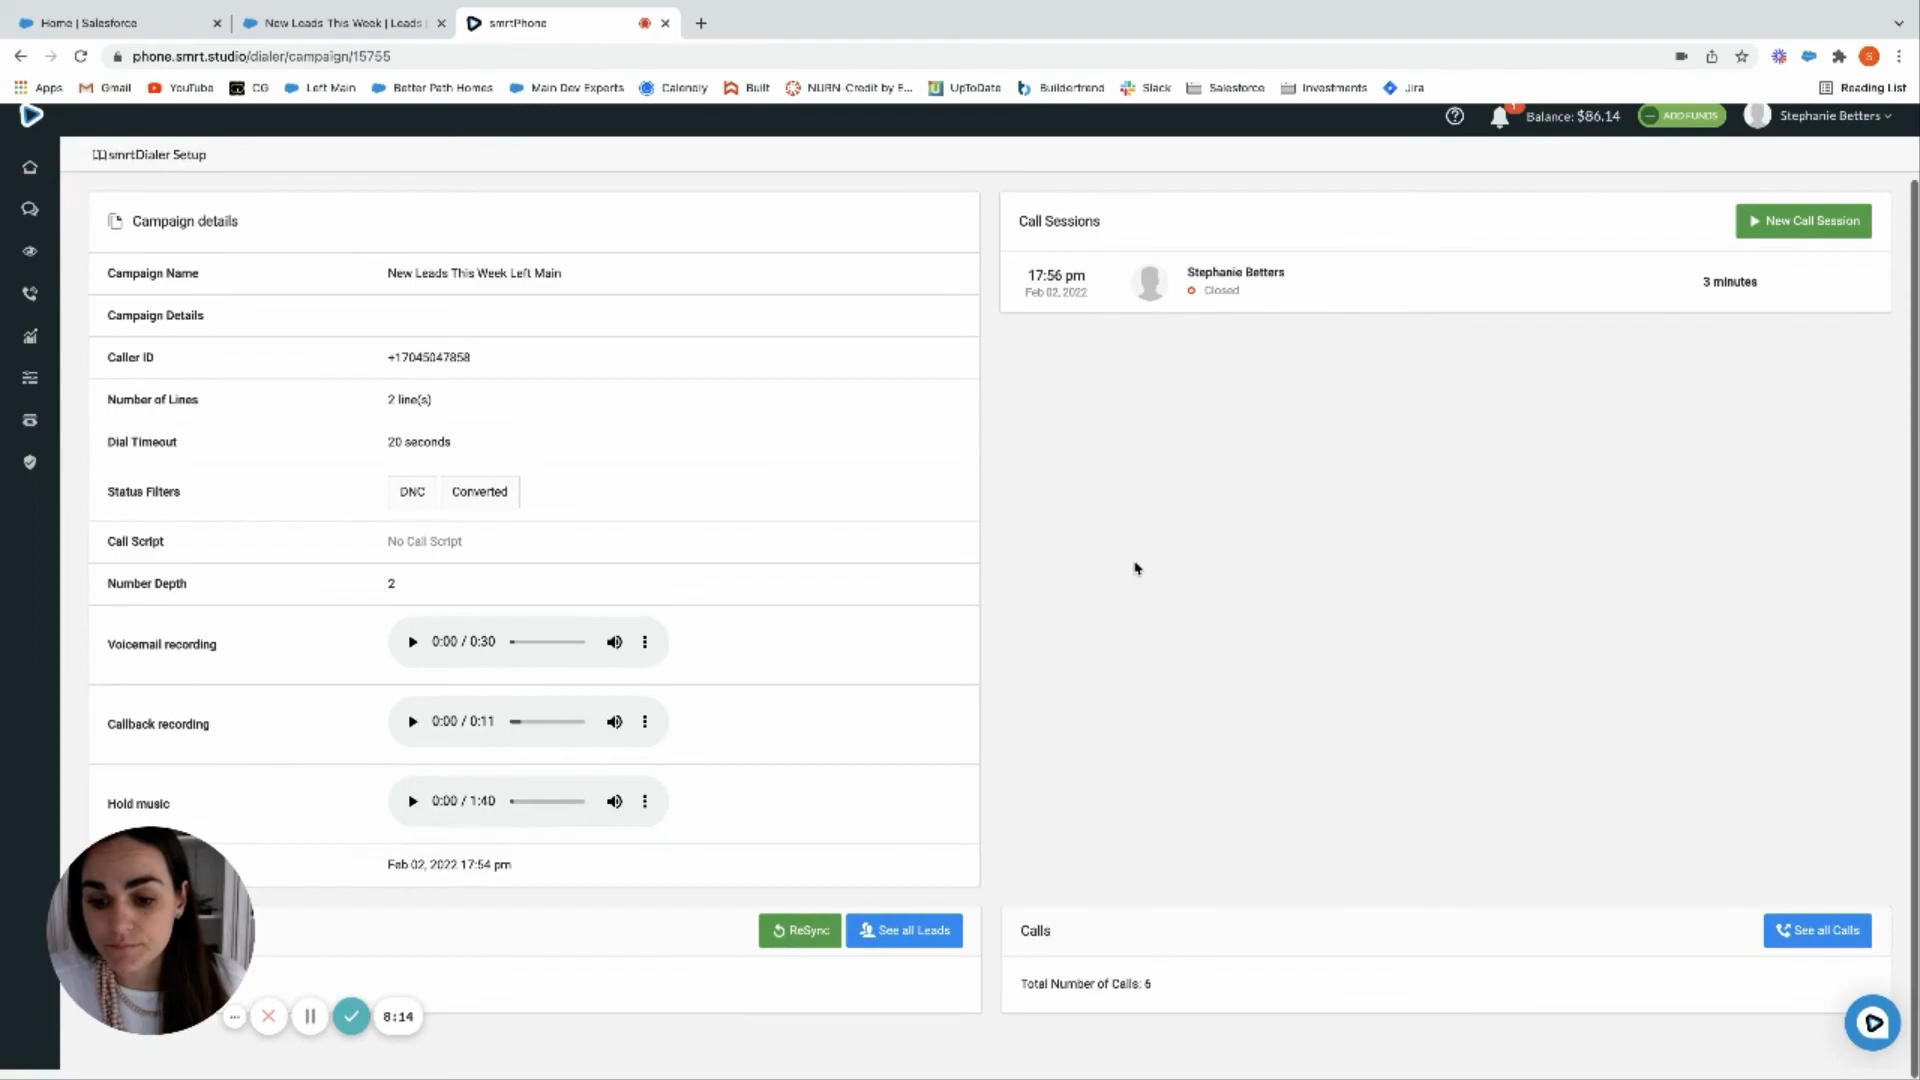 Home | Salesforce
New Leads This Week | Leads |
smrtPhone
phone.smrt.studio/dialer/campaign/15755
Apps
Gmail
YouTube
CG
Left Main
Better Path Homes
Main Dev Experts
Calendly
Built
NURN-Credit by E...
UpToDate
Buildertrend
Slack
Salesforce
Investments
Jira
Reading List
Balance: $86.14
ADD FUNDS
Stephanie Betters
smrtDialer Setup
Campaign details
Campaign Name
New Leads This Week Left Main
Campaign Details
Caller ID
+17045047858
Number of Lines
2 line(s)
Dial Timeout
20 seconds
Status Filters
DNC
Converted
Call Script
No Call Script
Number Depth
2
Voicemail recording
0:00 / 0:30
Callback recording
0:00 / 0:11
Hold music
0:00 / 1:40
Feb 02, 2022 17:54 pm
ReSync
See all Leads
Call Sessions
New Call Session
17:56 pm
Feb 02, 2022
Stephanie Betters
Closed
3 minutes
Calls
See all Calls
Total Number of Calls: 6
8:14